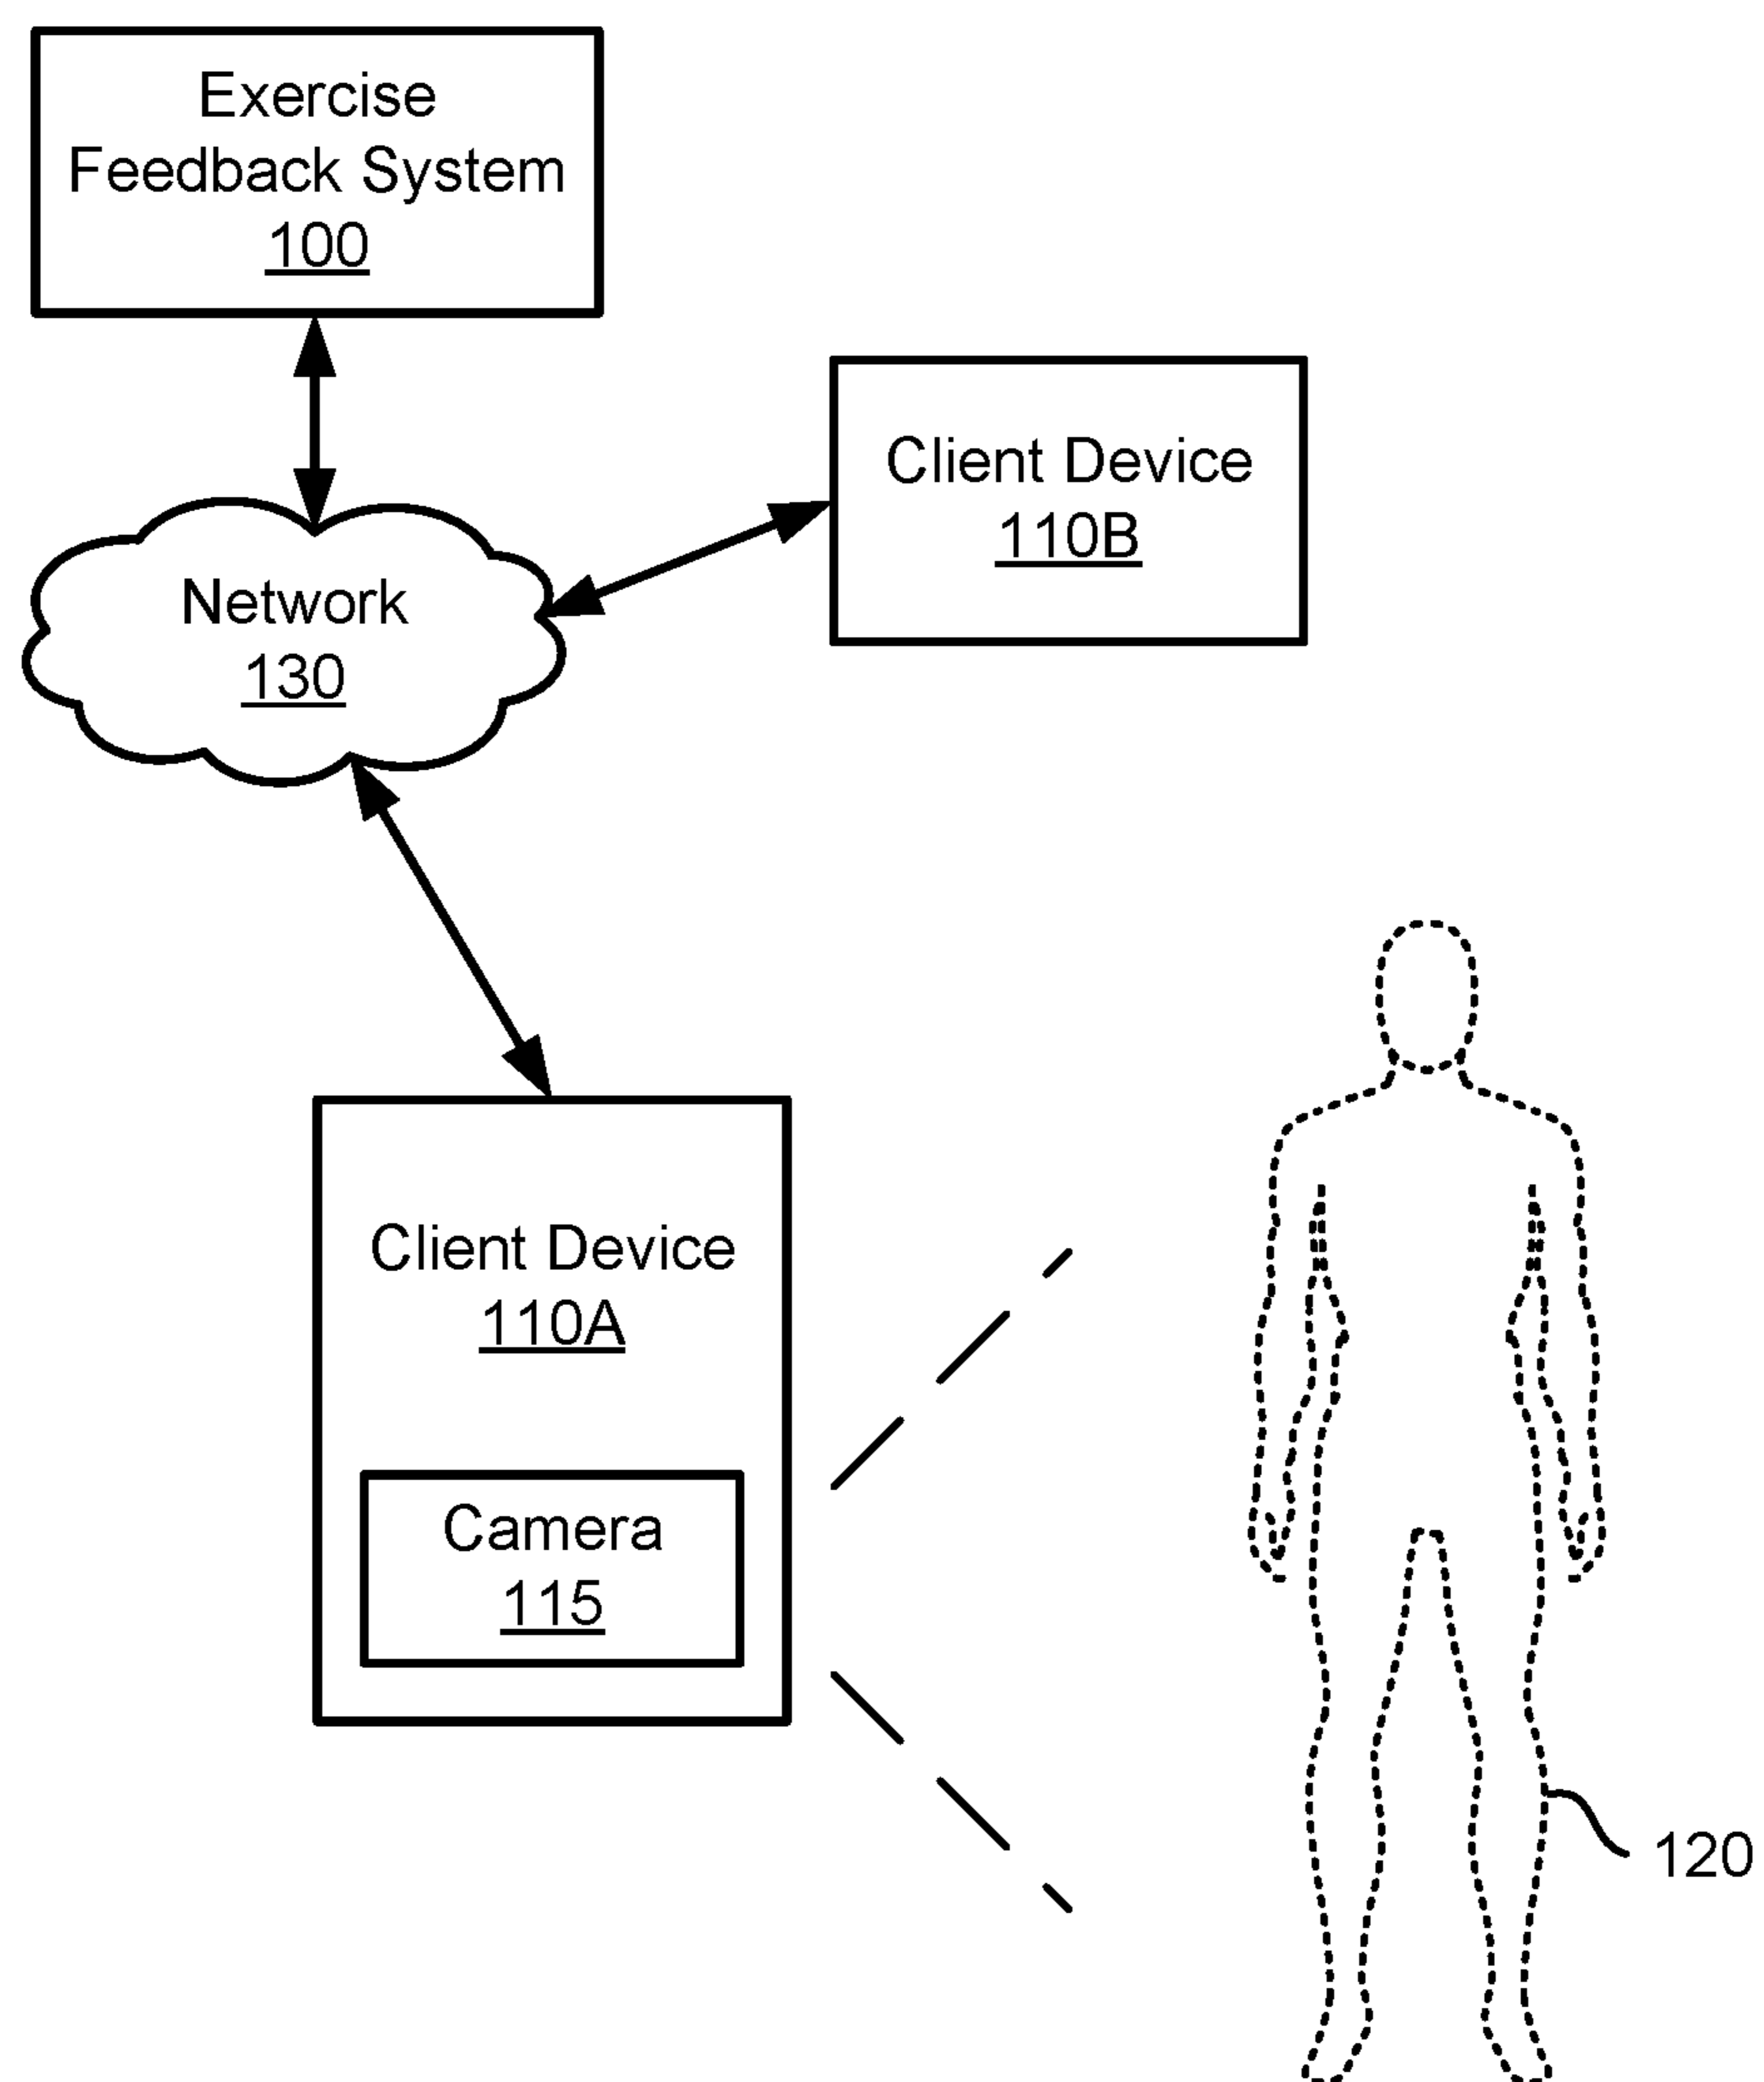 Exercise
Feedback System
100
Client Device
110B
Network
130
Client Device
110A
Camera
115
120